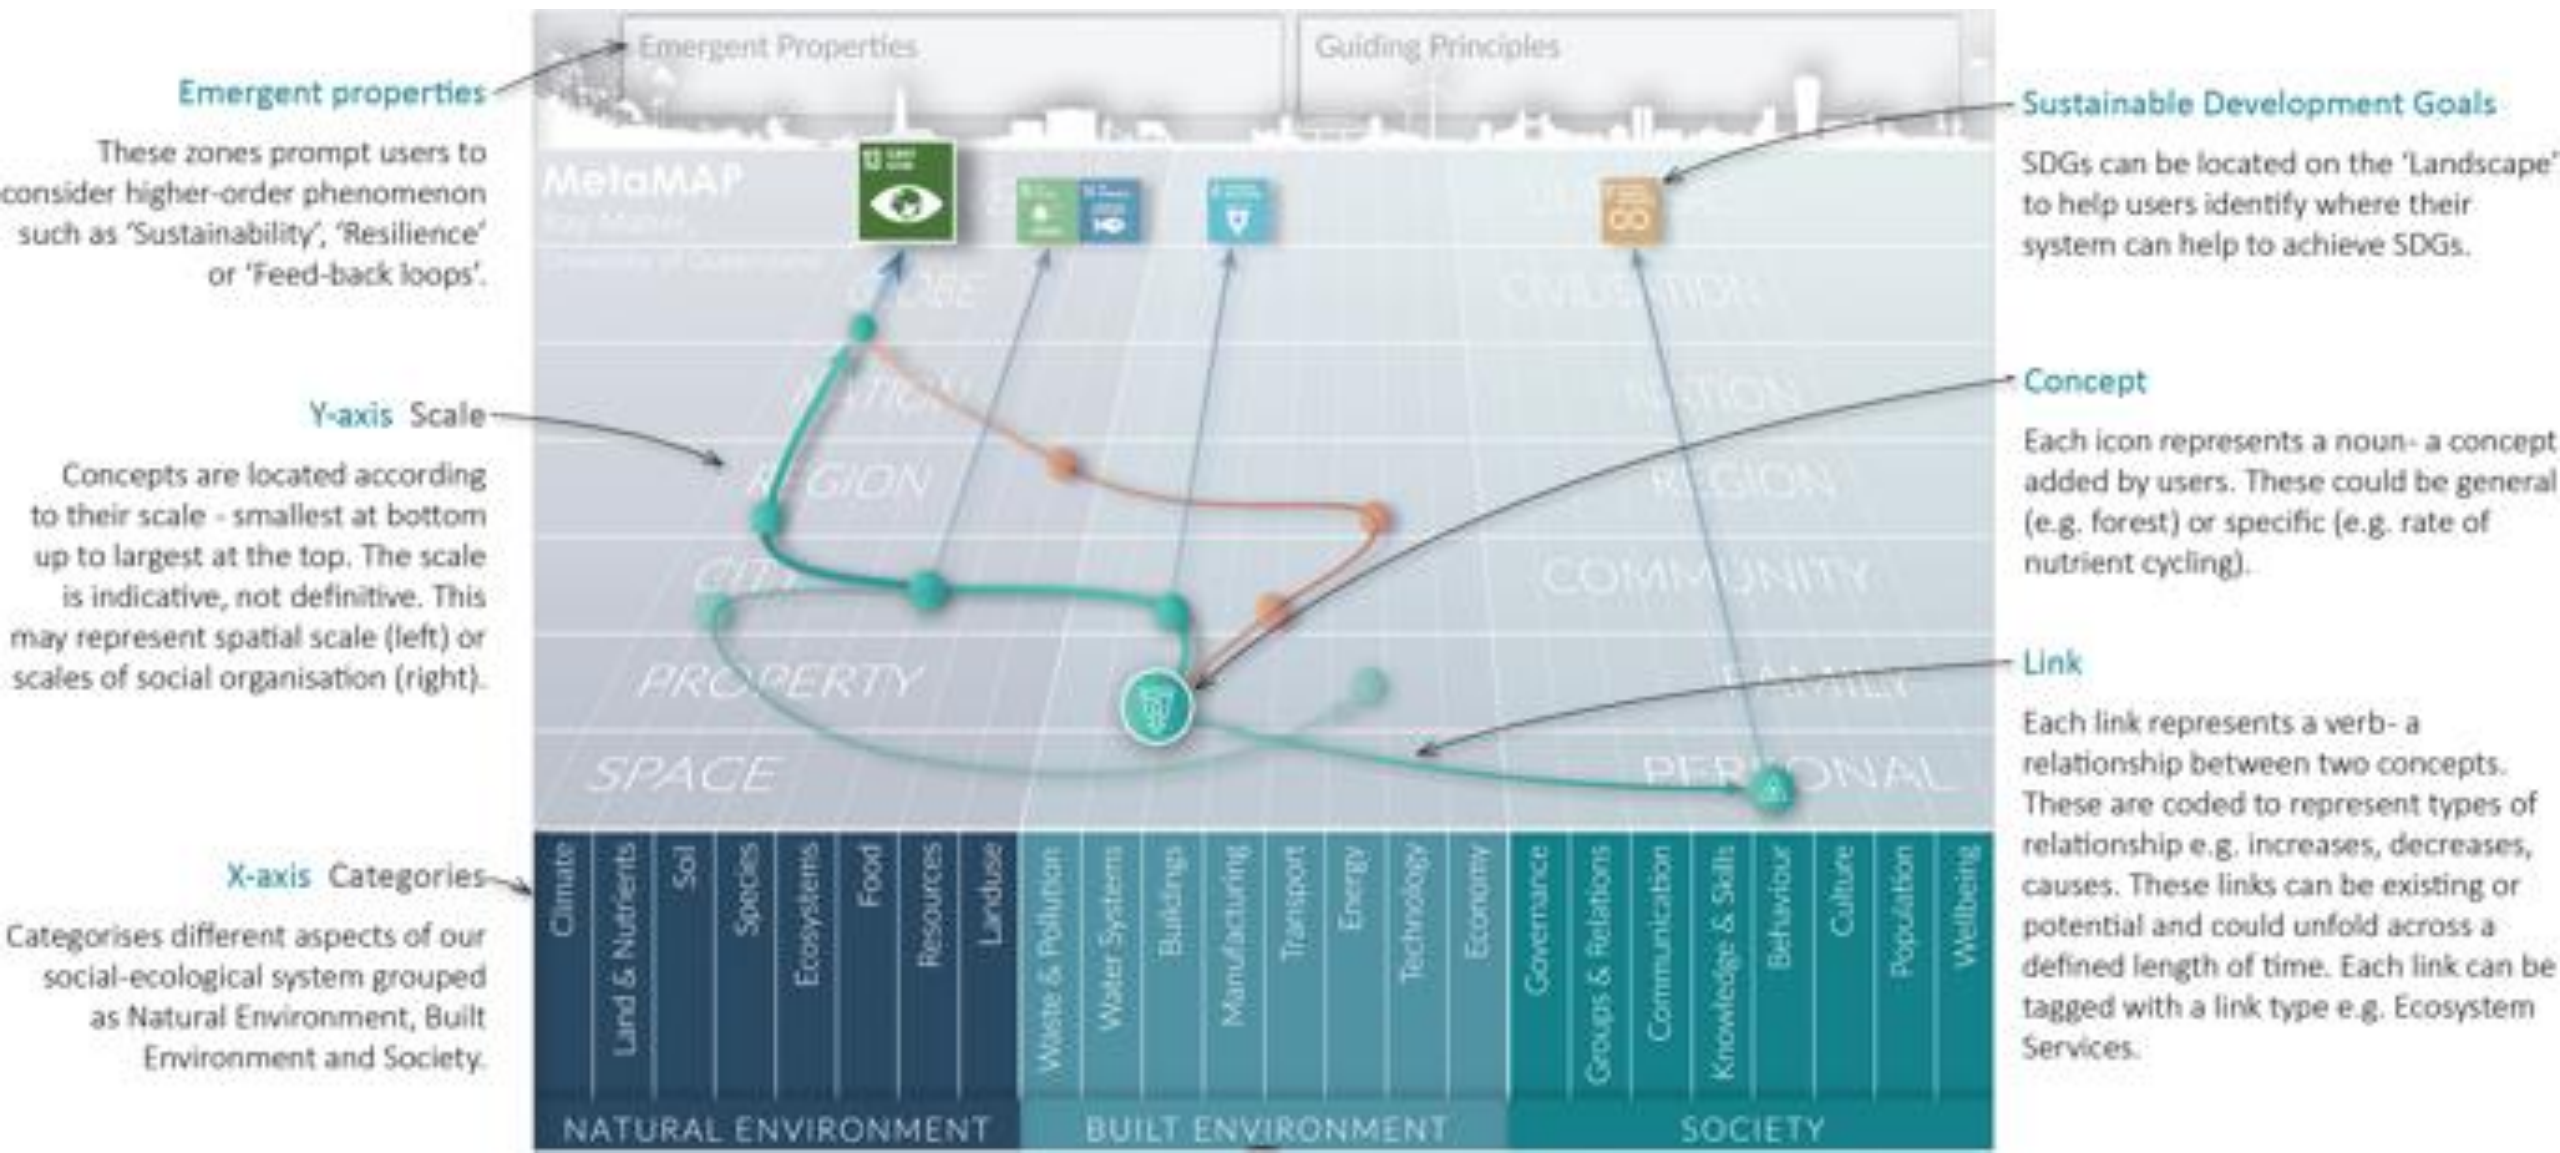 Emergent Properties
Guiding Principles
Emergent properties
These zones prompt users to
consider higher-order phenomenon
such as ‘Sustainability’, ‘Resilience’
or ‘Feed-back loops’.
Y-axis Scale
Concepts are located according
to their scale - smallest at bottom
up to largest at the top. The scale
is indicative, not definitive. This
may represent spatial scale (left) or
scales of social organisation (right).
X-axis Categories
Categorises different aspects of our
social-ecological system grouped
as Natural Environment, Built
Environment and Society.
MetaMAP
GLOBE
CIVILISATION
NATION
NATION
REGION
REGION
CITY
COMMUNITY
PROPERTY
FAMILY
SPACE
PERSONAL
Climate
Land & Nutrients
Soil
Species
Ecosystems
Food
Resources
Landuse
Waste & Pollution
Water Systems
Buildings
Manufacturing
Transport
Energy
Technology
Economy
Governance
Groups & Relations
Communication
Knowledge & Skills
Behaviour
Culture
Population
Wellbeing
NATURAL ENVIRONMENT
BUILT ENVIRONMENT
SOCIETY
Sustainable Development Goals
SDGs can be located on the ‘Landscape’
to help users identify where their
system can help to achieve SDGs.
Concept
Each icon represents a noun- a concept
added by users. These could be general
(e.g. forest) or specific (e.g. rate of
nutrient cycling).
Link
Each link represents a verb- a
relationship between two concepts.
These are coded to represent types of
relationship e.g. increases, decreases,
causes. These links can be existing or
potential and could unfold across a
defined length of time. Each link can be
tagged with a link type e.g. Ecosystem
Services.